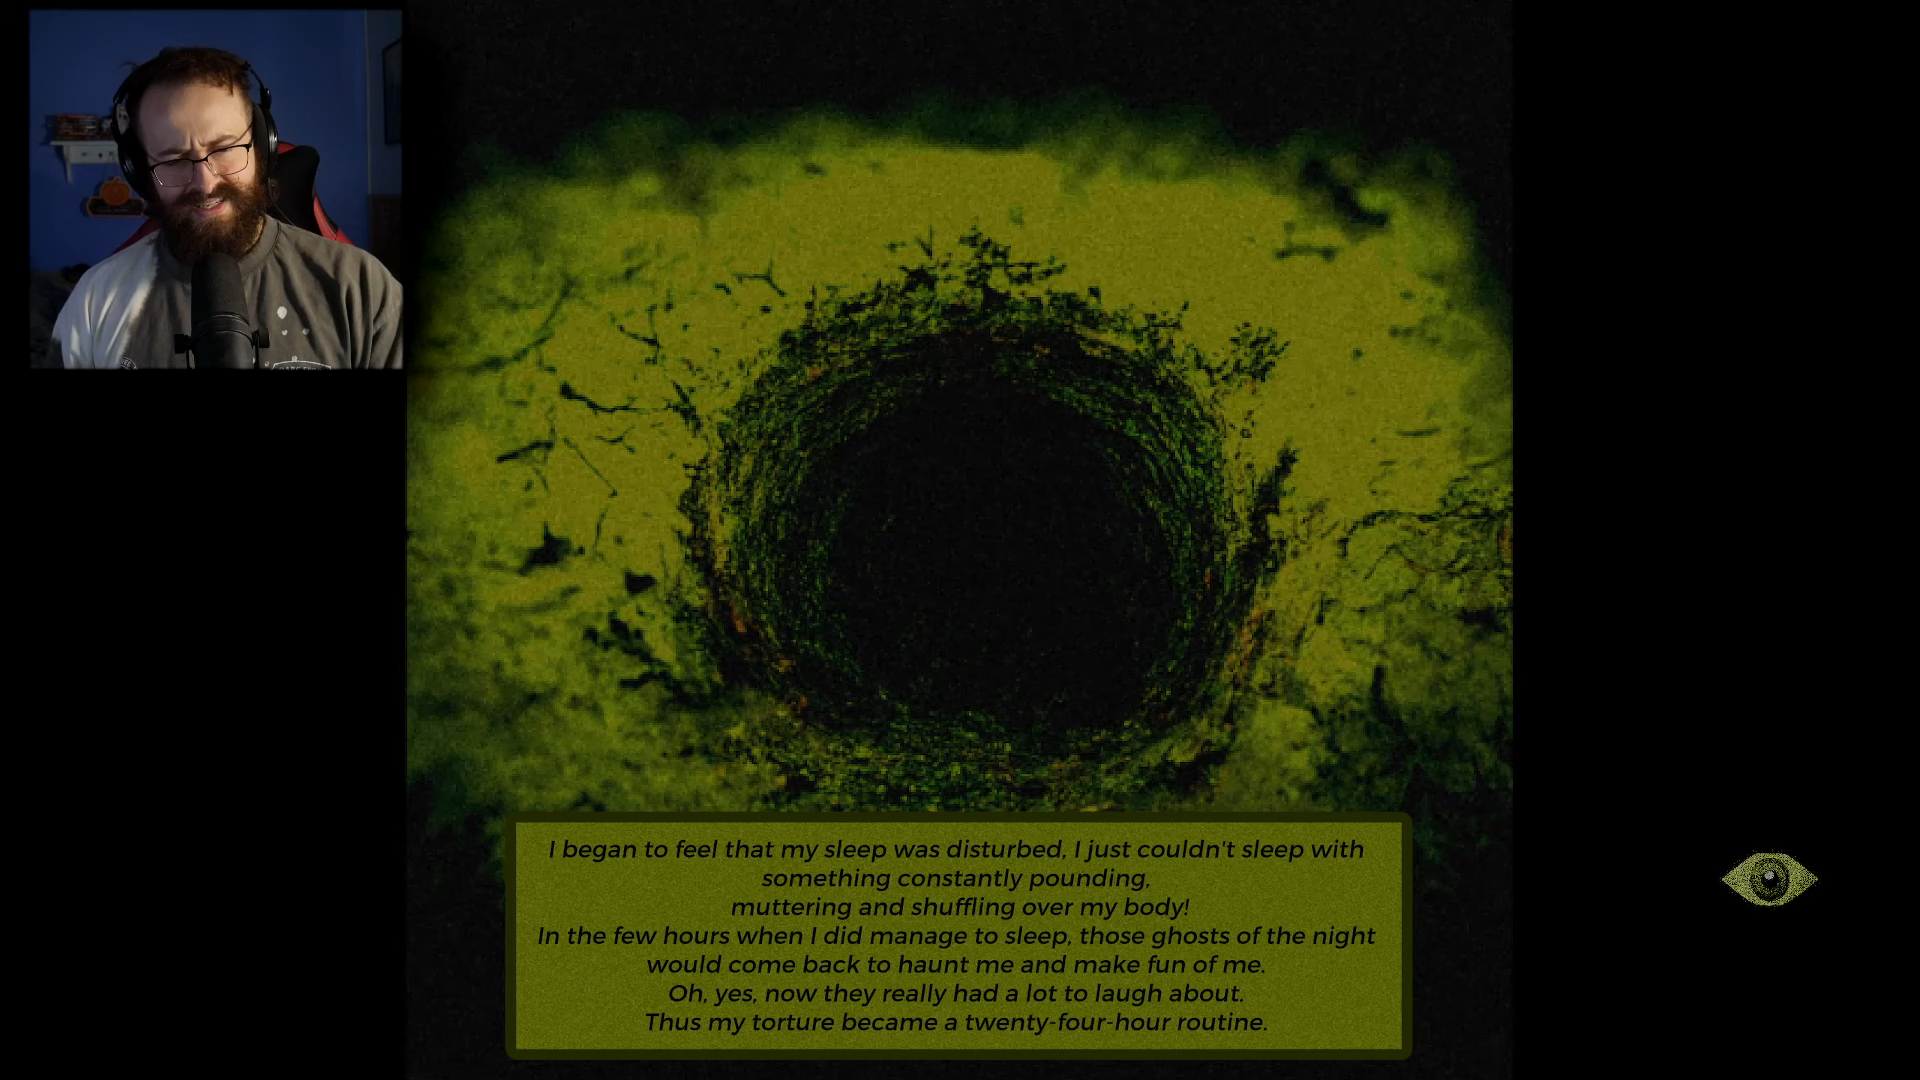 I began to feel that my sleep was disturbed, I just couldn't sleep with
something constantly pounding,
muttering and shuffling over my body!
In the few hours when I did manage to sleep, those ghosts of the night
would come back to haunt me and make fun of me.
Oh, yes, now they really had a lot to laugh about.
Thus my torture became a twenty-four-hour routine.